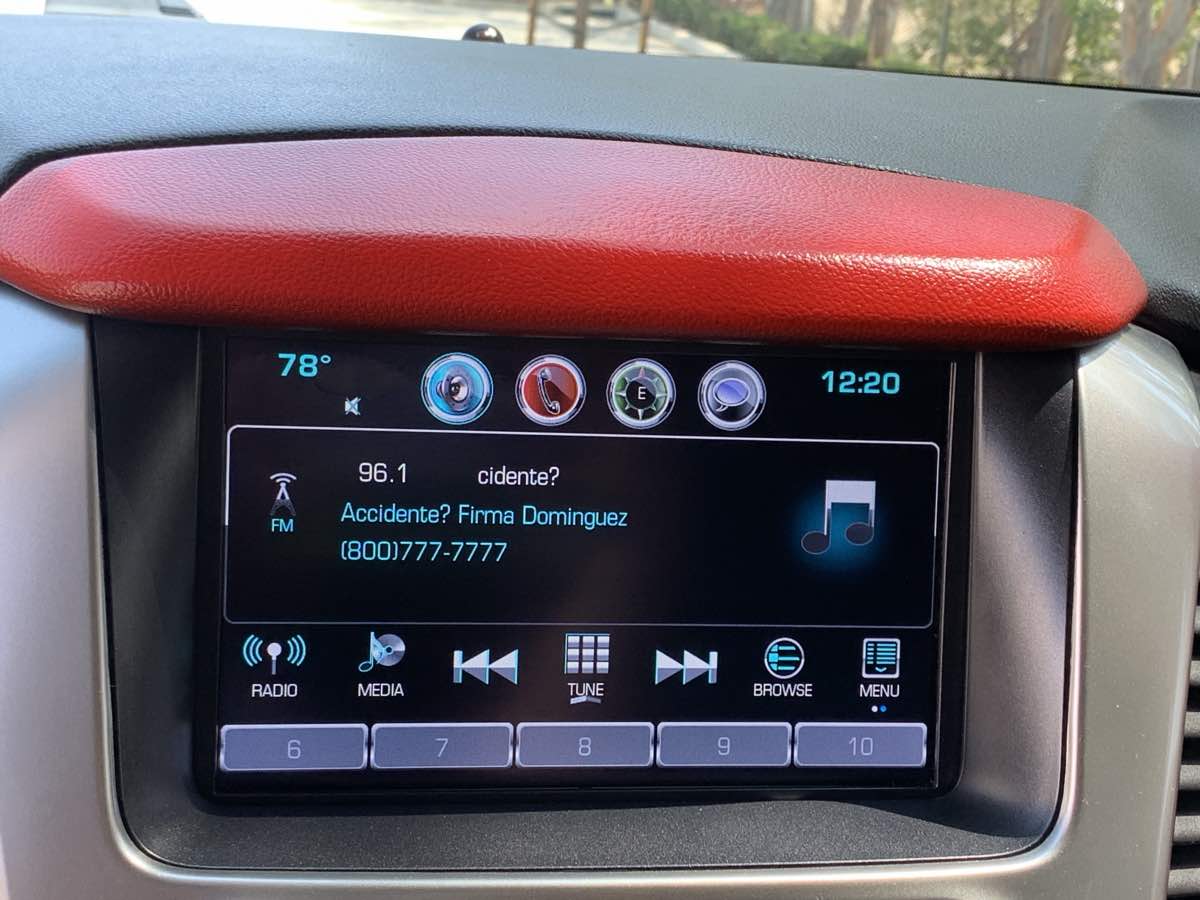 78° E 12:20
96.1 cidente?
FM Accidente? Firma Dominguez
(800)777-7777
RADIO MEDIA TUNE BROWSE MENU
6 7 8 9 10